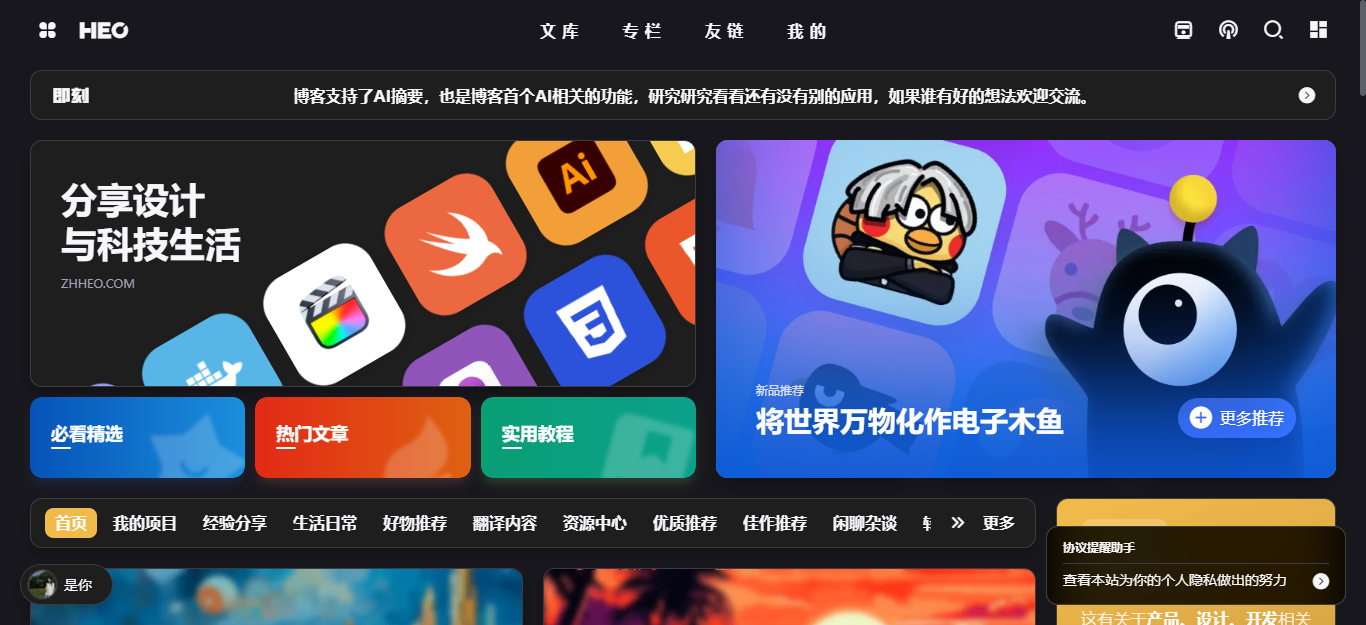 HEO
文库 专栏 友链 我的
即刻
博客支持了AI摘要，也是博客首个AI相关的功能，研究研究看看还有没有别的应用，如果谁有好的想法欢迎交流。
分享设计
与科技生活
ZHHEO.COM
Ai
新品推荐
将世界万物化作电子木鱼
更多推荐
必看精选
热门文章
实用教程
首页 我的项目 经验分享 生活日常 好物推荐 翻译内容 资源中心 优质推荐 佳作推荐 闲聊杂谈 更多
协议提醒助手
查看本站为你的个人隐私做出的努力
是你
这有关于产品、设计、开发相关